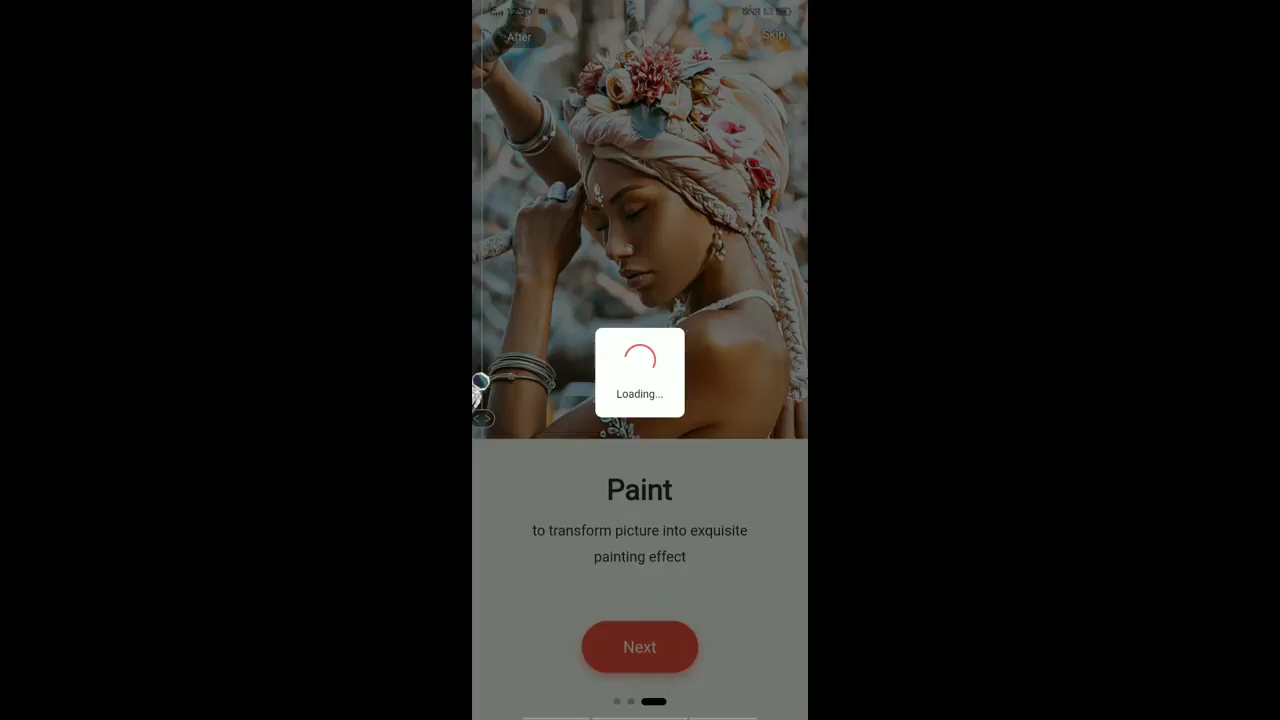 After
Skip
Loading...
Paint
to transform picture into exquisite
painting effect
Next